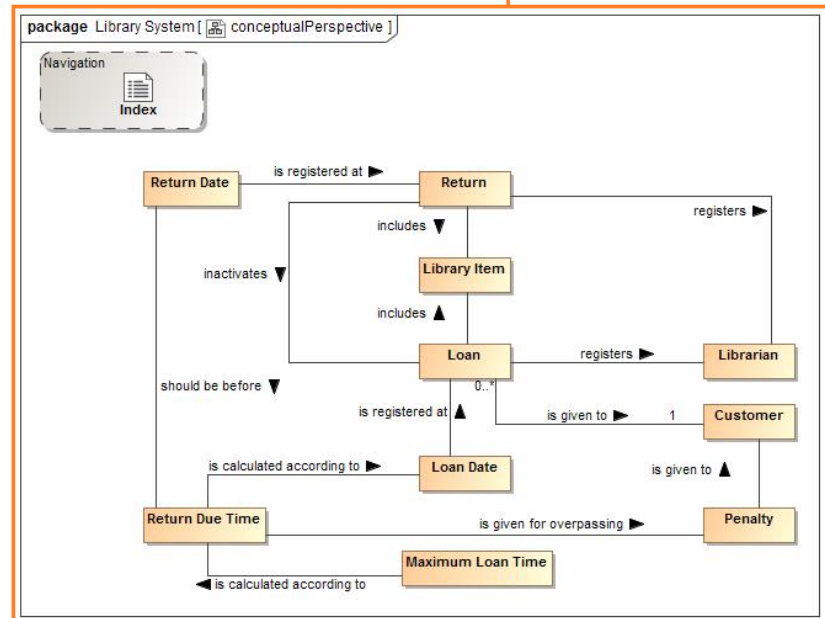 package Library System [ conceptualPerspective ]
Navigation
Index
Return Date
is registered at
Return
registers
includes
inactivates
Library Item
includes
Loan
registers
Librarian
should be before
0..*
is registered at
is given to
1
Customer
is calculated according to
Loan Date
is given to
Return Due Time
is given for overpassing
Penalty
Maximum Loan Time
is calculated according to